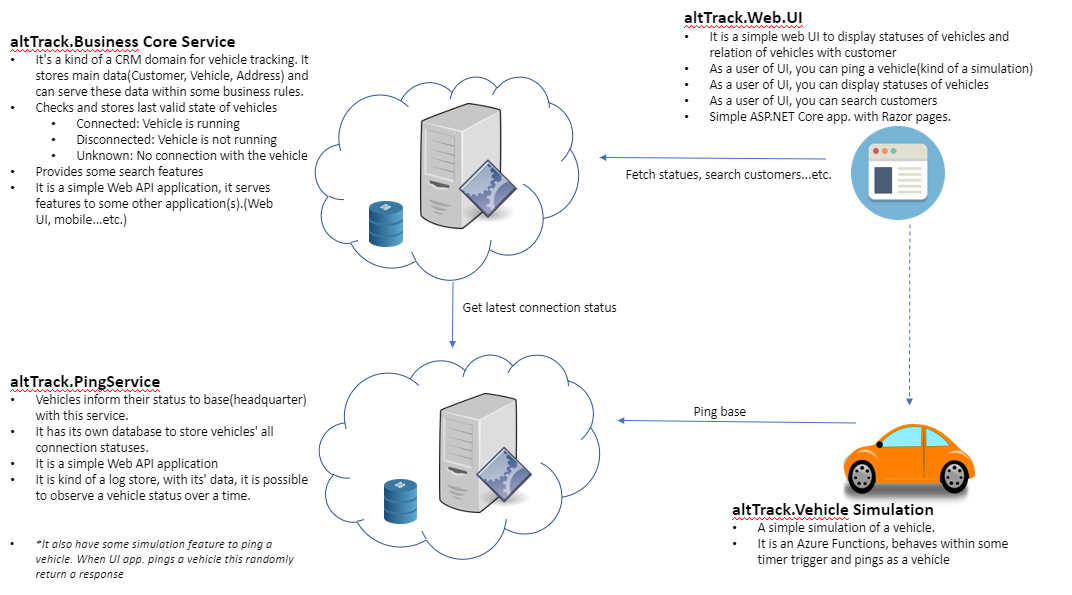 altTrack.Business Core Service
• It's a kind of a CRM domain for vehicle tracking. It
stores main data(Customer, Vehicle, Address) and
can serve these data within some business rules.
• Checks and stores last valid state of vehicles
• Connected: Vehicle is running
• Disconnected: Vehicle is not running
• Unknown: No connection with the vehicle
• Provides some search features
• It is a simple Web API application, it serves
features to some other application(s).(Web
UI, mobile...etc.)
altTrack.Web.UI
• It is a simple web UI to display statuses of vehicles and
relation of vehicles with customer
• As a user of UI, you can ping a vehicle(kind of a simulation)
• As a user of UI, you can display statuses of vehicles
• As a user of UI, you can search customers
• Simple ASP.NET Core app. with Razor pages.
Fetch statues, search customers...etc.
Get latest connection status
altTrack.PingService
• Vehicles inform their status to base(headquarter)
with this service.
• It has its own database to store vehicles' all
connection statuses.
• It is a simple Web API application
• It is kind of a log store, with its' data, it is possible
to observe a vehicle status over a time.
• *It also have some simulation feature to ping a
vehicle. When UI app. pings a vehicle this randomly
return a response
Ping base
altTrack.Vehicle Simulation
• A simple simulation of a vehicle.
• It is an Azure Functions, behaves within some
timer trigger and pings as a vehicle